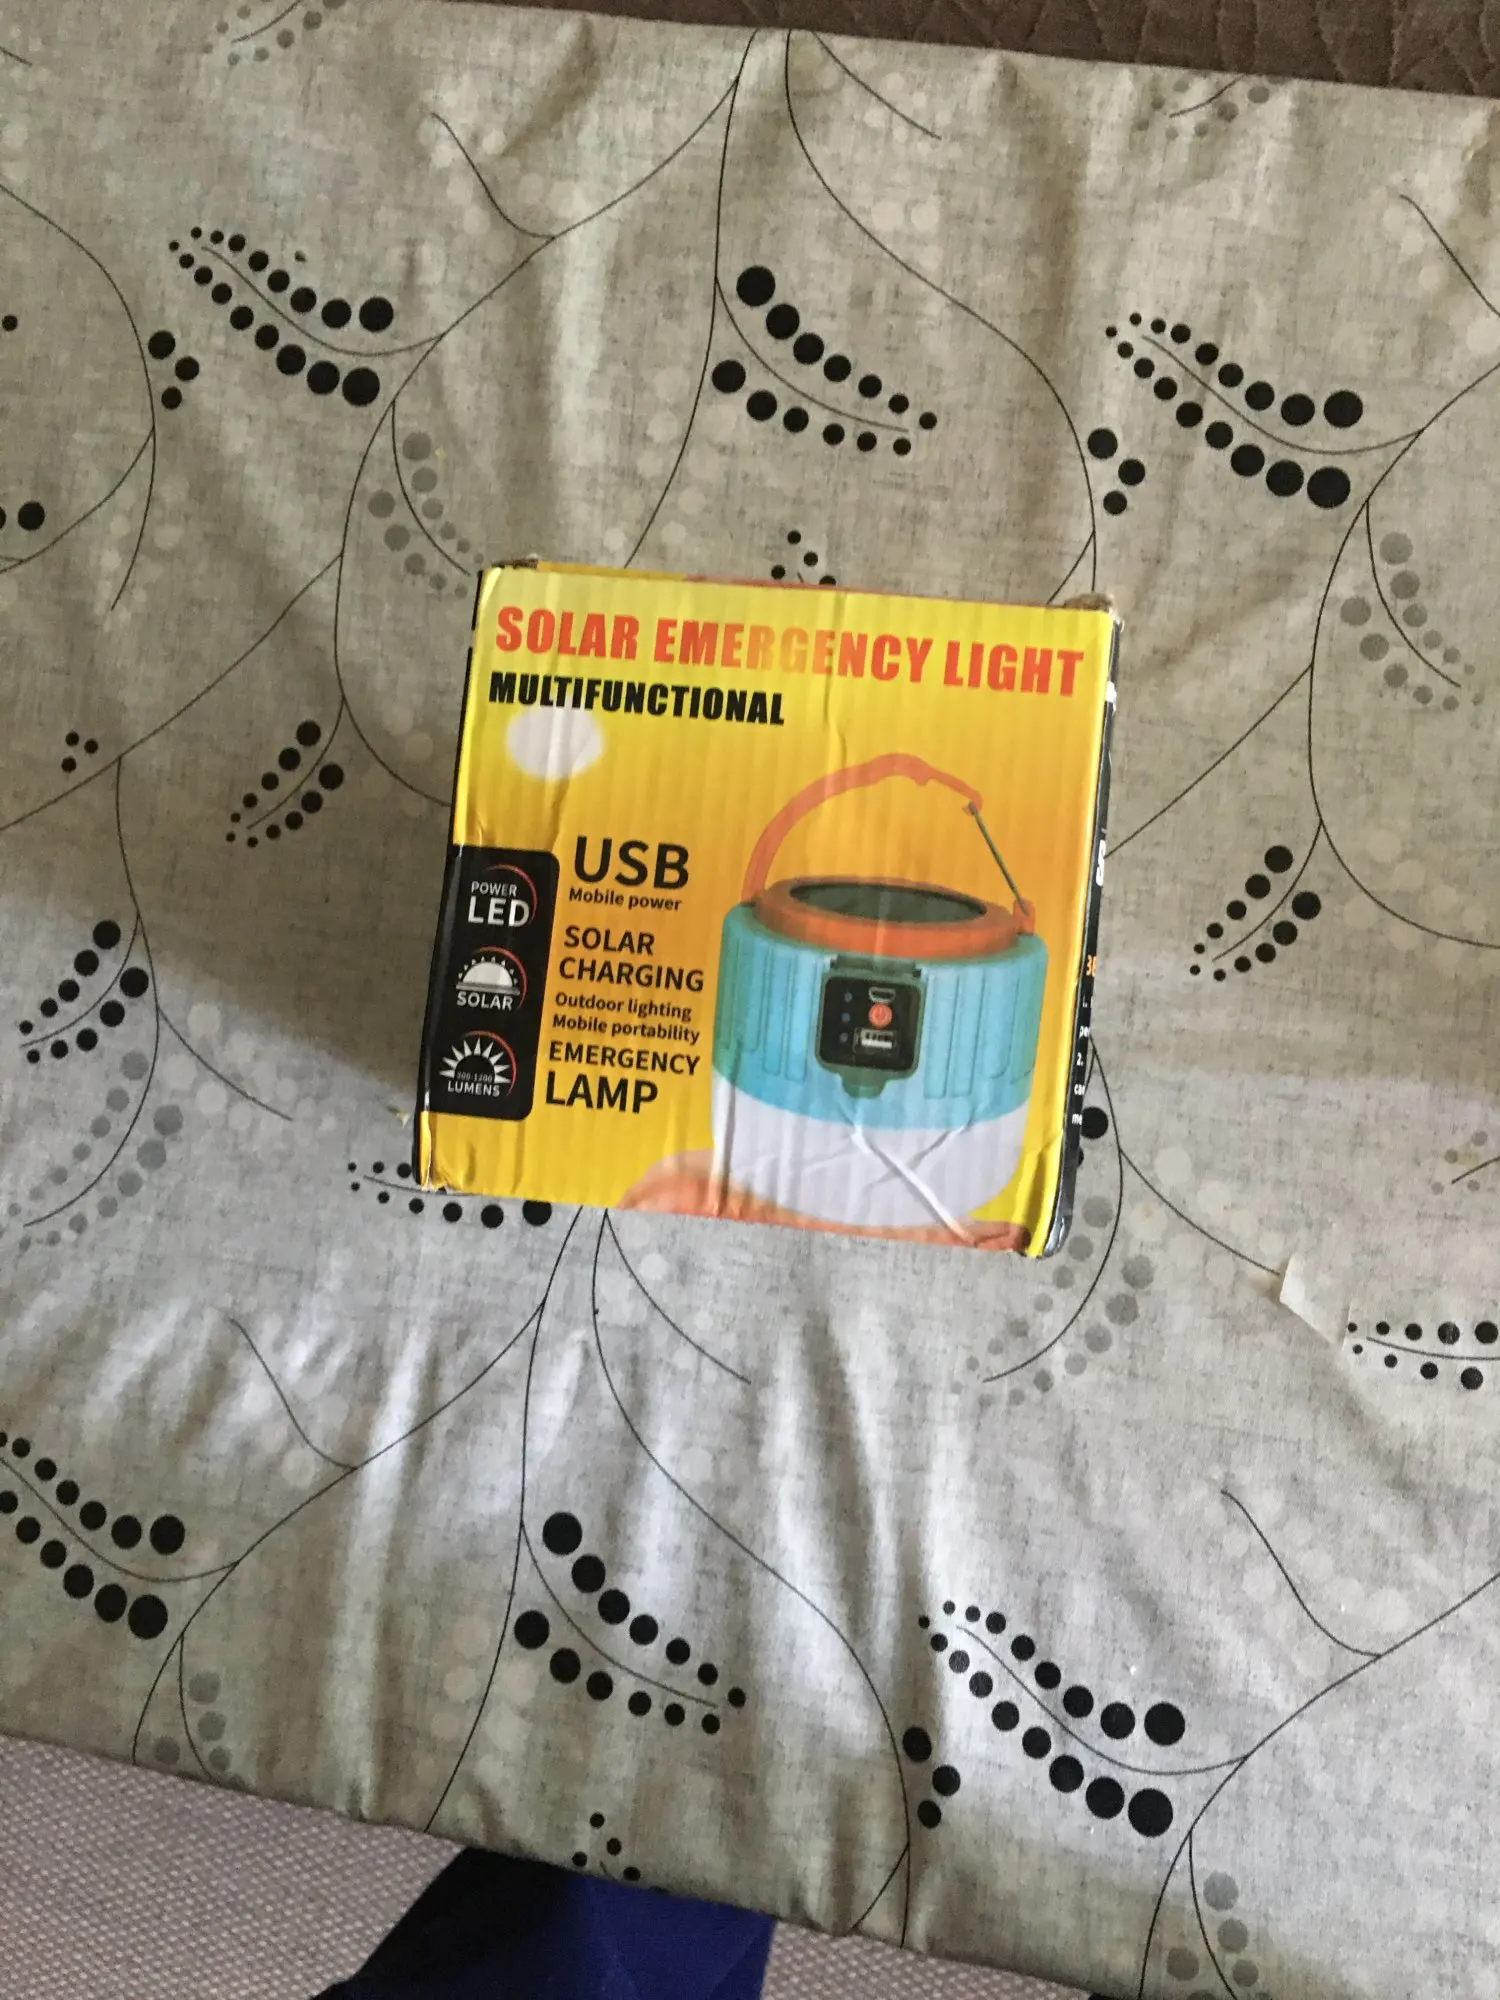 SOLAR EMERGENCY LIGHT
MULTIFUNCTIONAL
USB
Mobile power
SOLAR
CHARGING
Outdoor lighting
Mobile portability
EMERGENCY
LAMP
POWER
LED
SOLAR
LUMENS